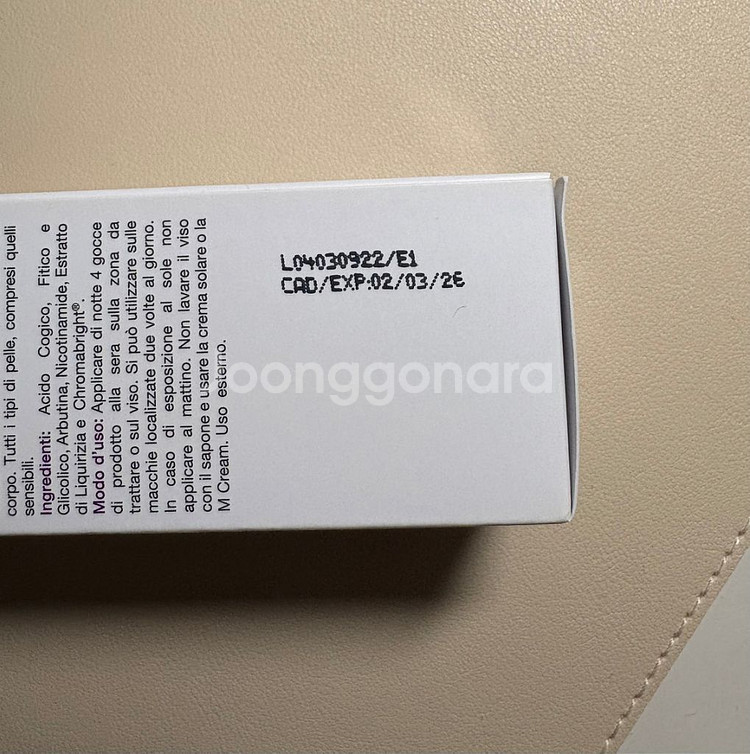 corpo. Tutti i tipi di pelle, compresi quelli
sensibili.
Ingredienti: Acido Cogico, Fitico e
Glicolico, Arbutina, Nicotinamide, Estratto
di Liquirizia e Chromabright®.
Modo d'uso: Applicare di notte 4 gocce
di prodotto alla sera sulla zona da
trattare o sul viso. Si può utilizzare sulle
macchie localizzate due volte al giorno.
In caso di esposizione al sole non
applicare al mattino. Non lavare il viso
con il sapone e usare la crema solare o la
M Cream. Uso esterno.
L04030922/E1
CAD/EXP:02/03/26
joonggonara